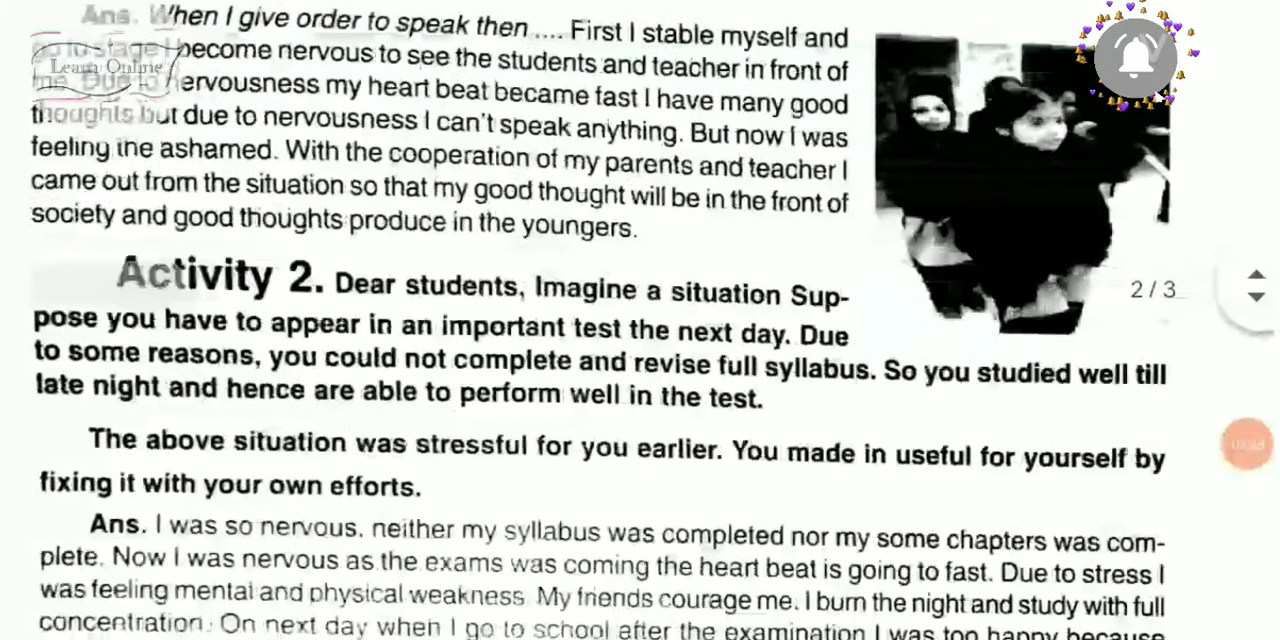 Ans. When I give order to speak then .... First I stable myself and
go to stage I become nervous to see the students and teacher in front of
me. Due to nervousness my heart beat became fast I have many good
thoughts but due to nervousness I can't speak anything. But now I was
feeling the ashamed. With the cooperation of my parents and teacher I
came out from the situation so that my good thought will be in the front of
society and good thoughts produce in the youngers.
Learn Online
Activity 2. Dear students, Imagine a situation Sup-
pose you have to appear in an important test the next day. Due
to some reasons, you could not complete and revise full syllabus. So you studied well till
late night and hence are able to perform well in the test.
2/3
The above situation was stressful for you earlier. You made in useful for yourself by
fixing it with your own efforts.
Ans. I was so nervous, neither my syllabus was completed nor my some chapters was com-
plete. Now I was nervous as the exams was coming the heart beat is going to fast. Due to stress I
was feeling mental and physical weakness. My friends courage me. I burn the night and study with full
concentration. On next day when I go to school after the examination I was too happy because